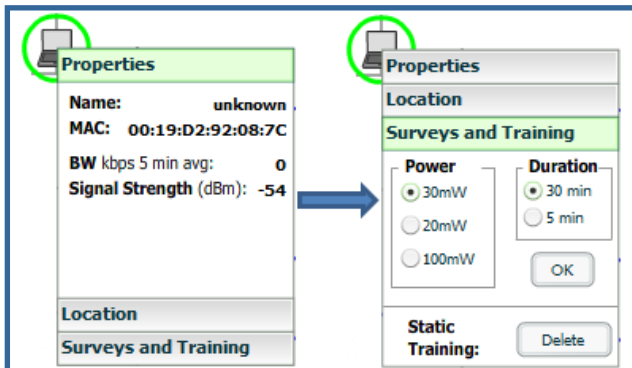 Properties
Name: unknown
MAC: 00:19:D2:92:08:7C
BW kbps 5 min avg: 0
Signal Strength (dBm): -54
Location
Surveys and Training
Properties
Location
Surveys and Training
Power
30mW
20mW
100mW
Duration
30 min
5 min
OK
Static
Training:
Delete